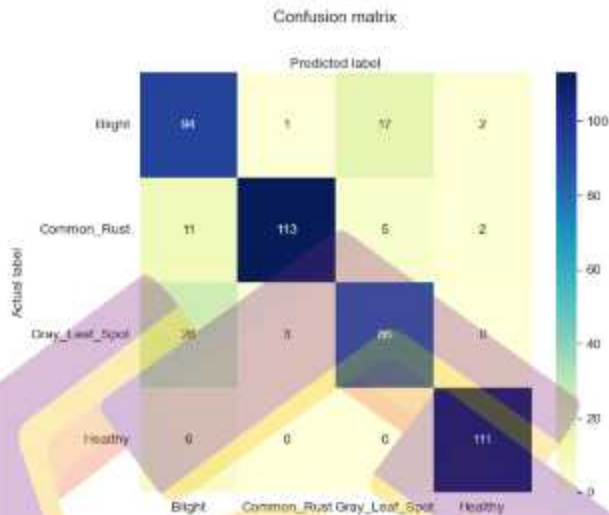 Confusion matrix
Predicted label
Blight 94 1 17 2
Common_Rust 11 113 5 2
Gray_Leaf_Spot 3
Healthy 0 0 111
Actual label
Blight Common_Rust Gray_Leaf_Spot Healthy
100
80
60
40
20
0